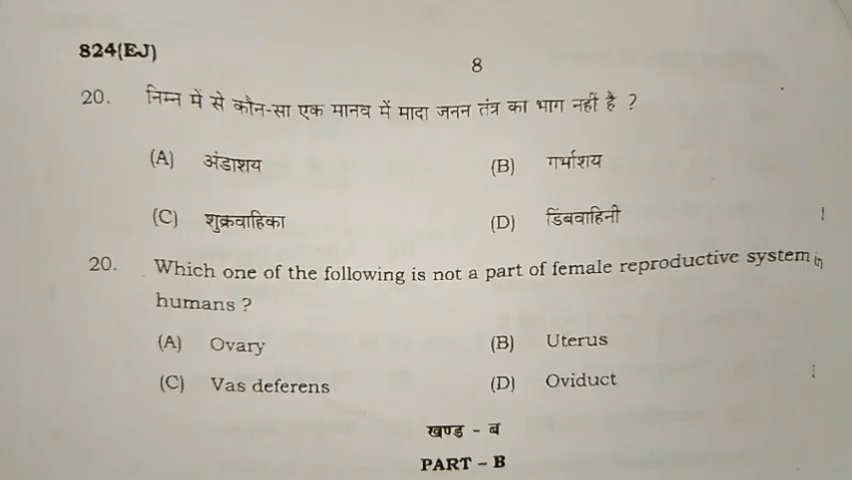 824(EJ)
8
20. निम्न में से कौन-सा एक मानव में मादा जनन तंत्र का भाग नहीं है ?
(A) अंडाशय (B) गर्भाशय
(C) शुक्रवाहिका (D) डिंबवाहिनी
20. Which one of the following is not a part of female reproductive system in
humans ?
(A) Ovary (B) Uterus
(C) Vas deferens (D) Oviduct
खण्ड - ब
PART – B